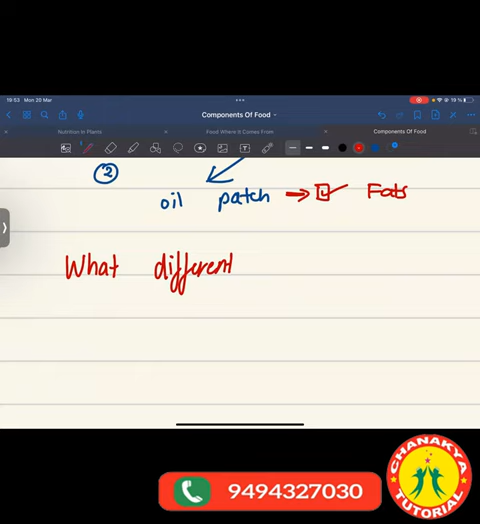 19:53 Mon 20 Mar
19 %
Components Of Food
Nutrition In Plants
Food Where It Comes From
Components Of Food
2
oil patch → Fats
What different
9494327030
CHANAKYA
TUTORIAL